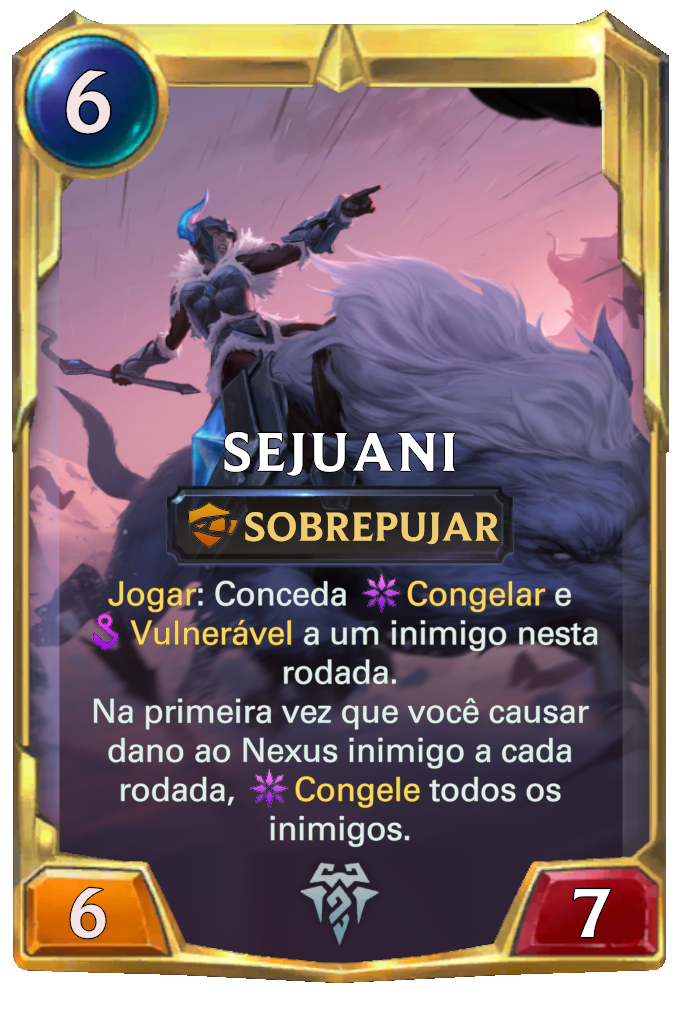 6
SEJUANI
SOBREPUJAR
Jogar: Conceda Congelar e
Vulnerável a um inimigo nesta
rodada.
Na primeira vez que você causar
dano ao Nexus inimigo a cada
rodada, Congele todos os
inimigos.
6
7